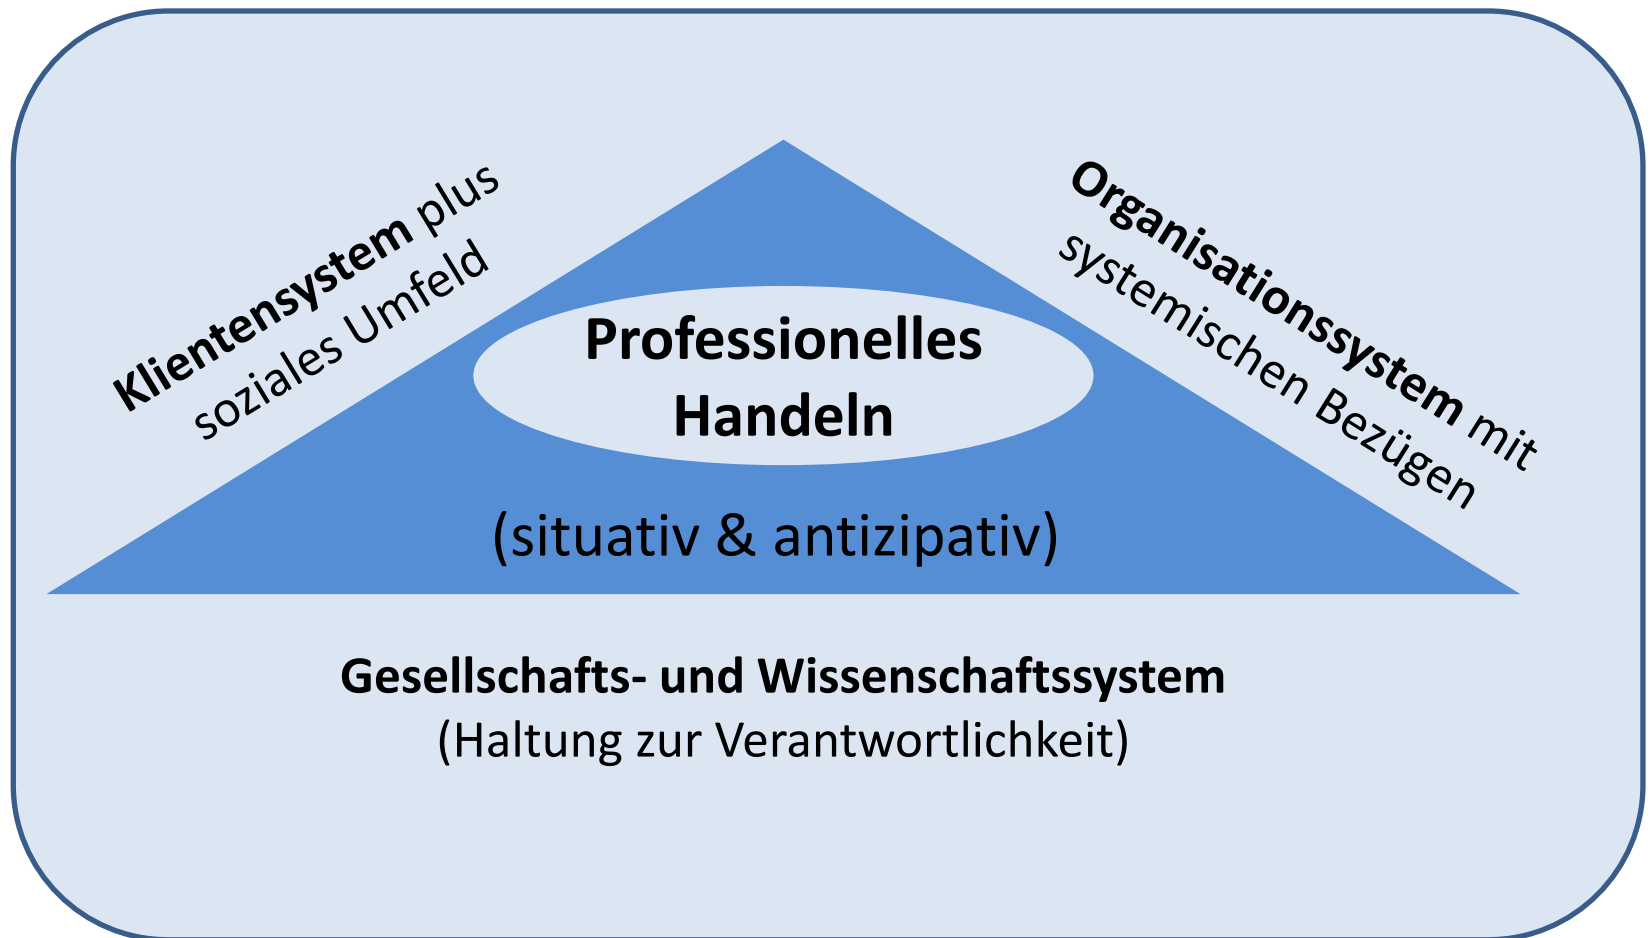 Klientensystem plus
soziales Umfeld
Organisationssystem mit
systemischen Bezügen
Professionelles
Handeln
(situativ & antizipativ)
Gesellschafts- und Wissenschaftssystem
(Haltung zur Verantwortlichkeit)